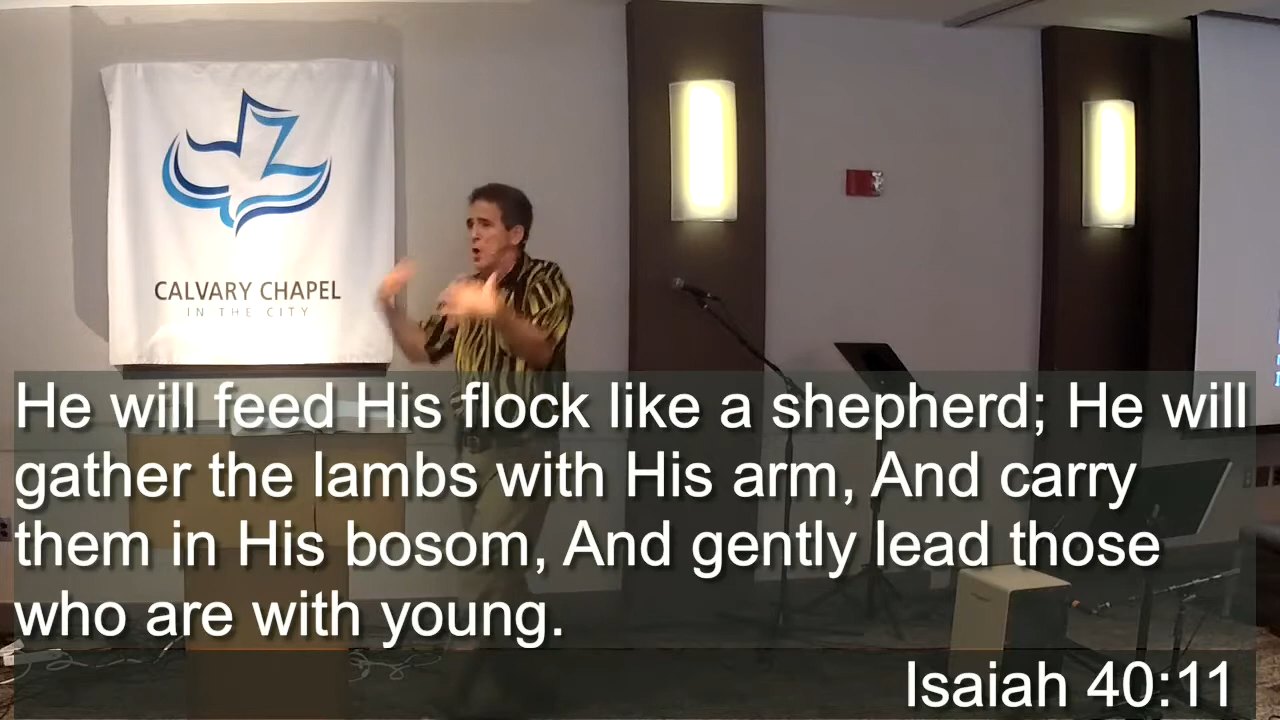 CALVARY CHAPEL
IN THE CITY
He will feed His flock like a shepherd; He will
gather the lambs with His arm, And carry
them in His bosom, And gently lead those
who are with young.
Isaiah 40:11